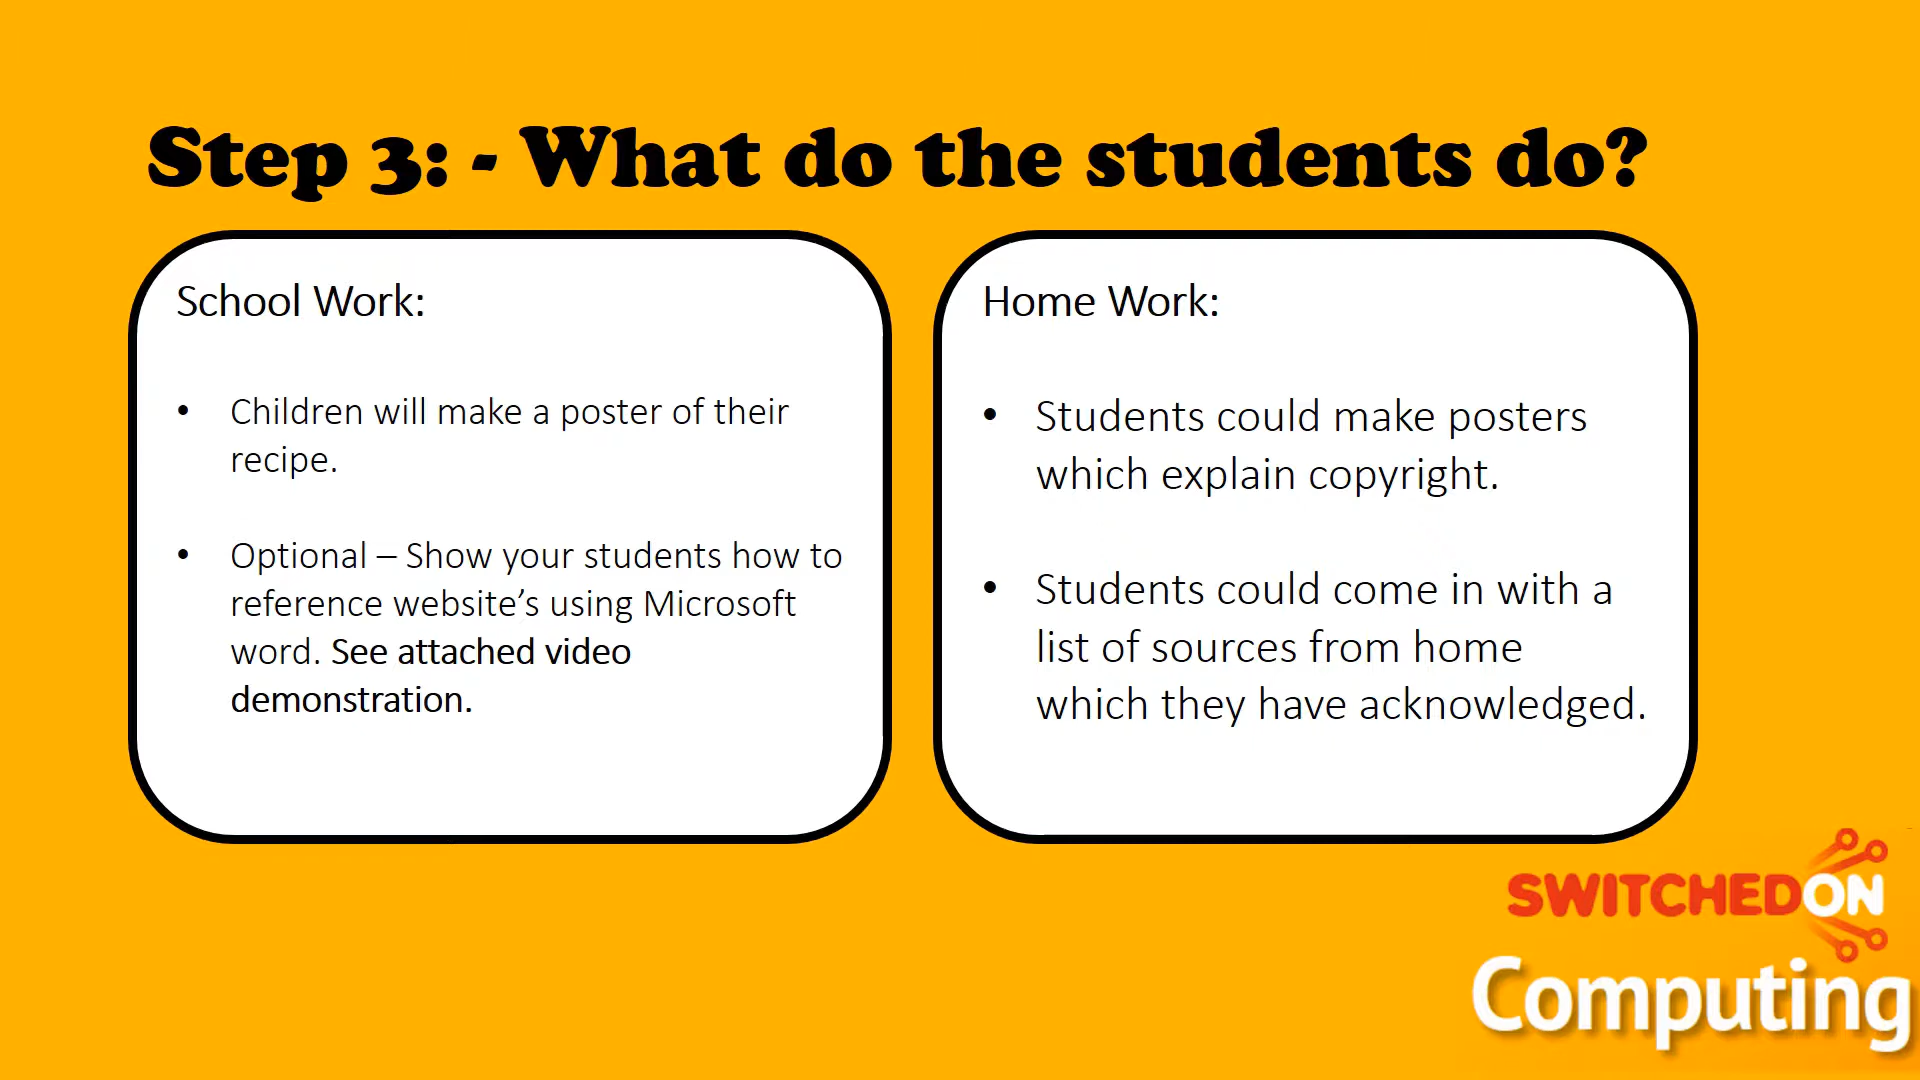 Step 3: - What do the students do?
School Work:
• Children will make a poster of their
recipe.
• Optional – Show your students how to
reference website’s using Microsoft
word. See attached video
demonstration.
Home Work:
• Students could make posters
which explain copyright.
• Students could come in with a
list of sources from home
which they have acknowledged.
SWITCHEDON
Computing